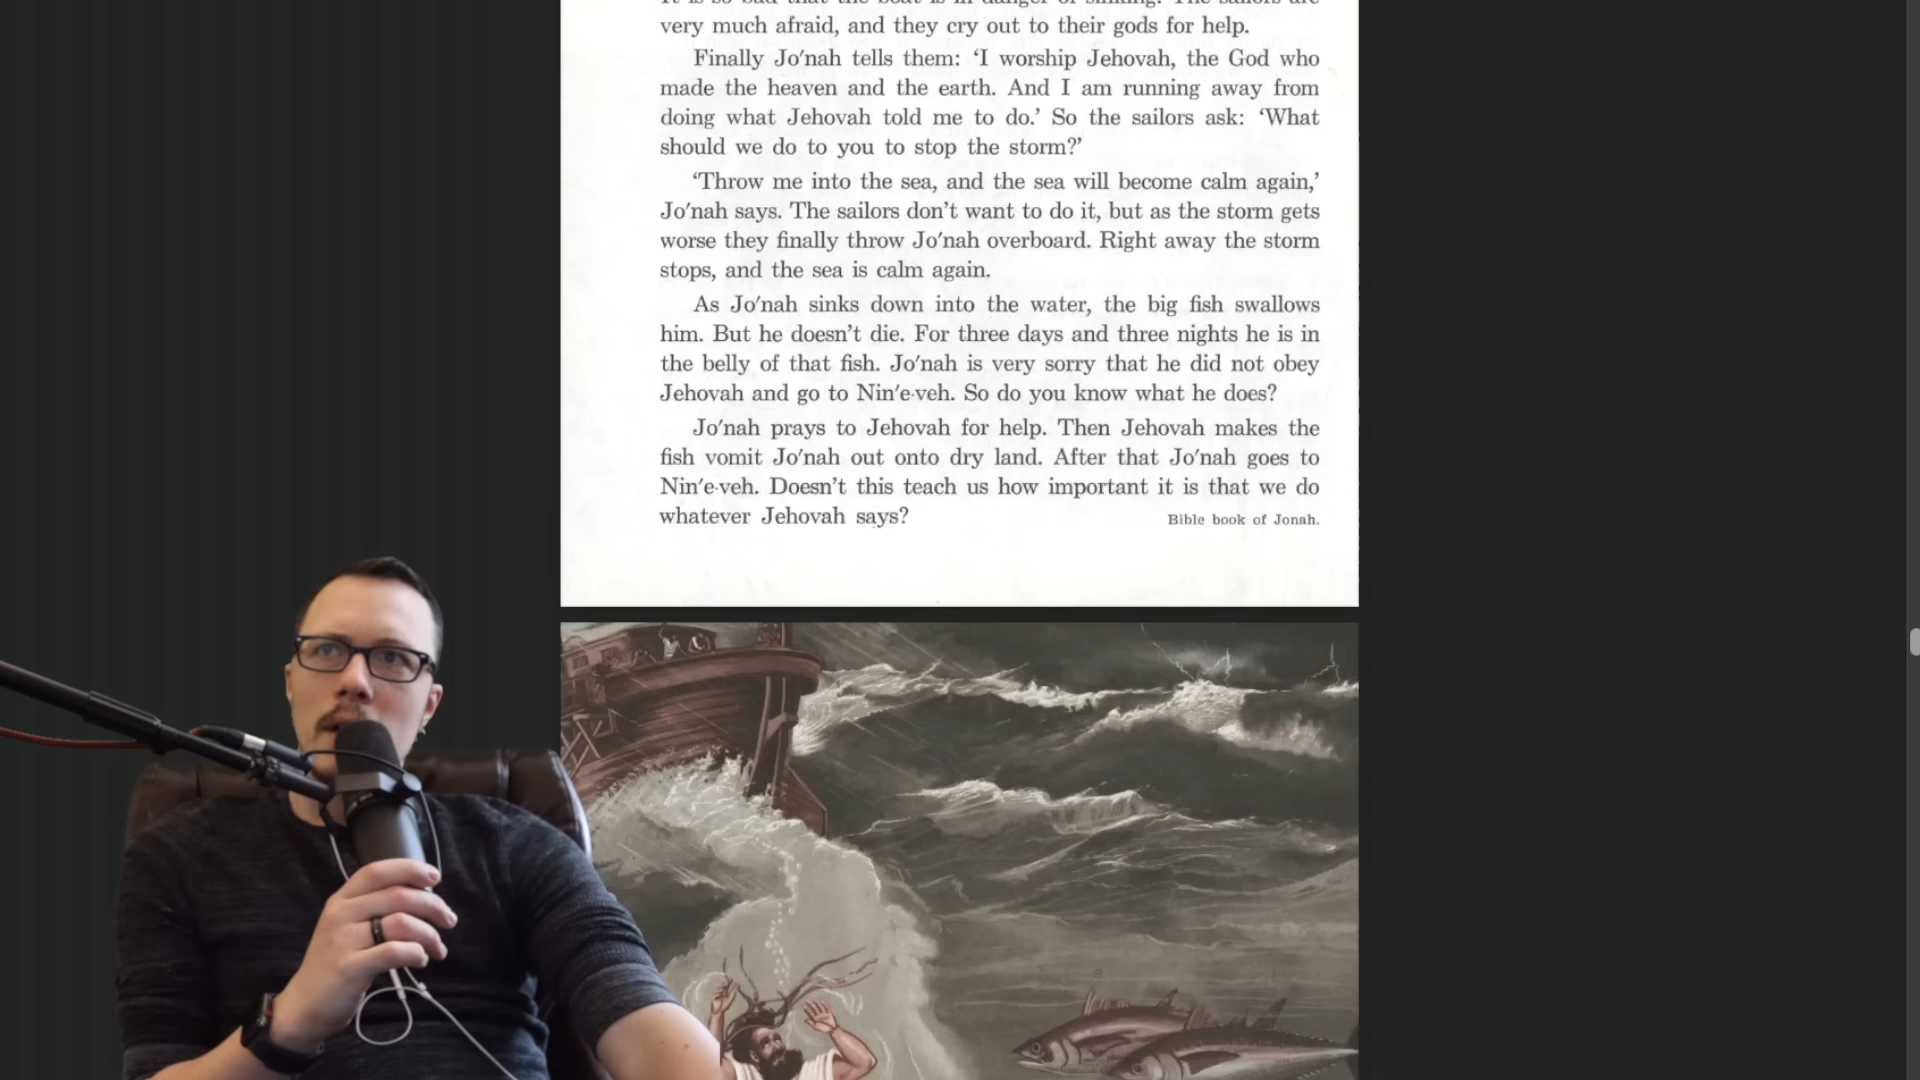 very much afraid, and they cry out to their gods for help.
Finally Jo′nah tells them: ‘I worship Jehovah, the God who
made the heaven and the earth. And I am running away from
doing what Jehovah told me to do.’ So the sailors ask: ‘What
should we do to you to stop the storm?’
‘Throw me into the sea, and the sea will become calm again,’
Jo′nah says. The sailors don’t want to do it, but as the storm gets
worse they finally throw Jo′nah overboard. Right away the storm
stops, and the sea is calm again.
As Jo′nah sinks down into the water, the big fish swallows
him. But he doesn’t die. For three days and three nights he is in
the belly of that fish. Jo′nah is very sorry that he did not obey
Jehovah and go to Nin′e·veh. So do you know what he does?
Jo′nah prays to Jehovah for help. Then Jehovah makes the
fish vomit Jo′nah out onto dry land. After that Jo′nah goes to
Nin′e·veh. Doesn’t this teach us how important it is that we do
whatever Jehovah says?
Bible book of Jonah.